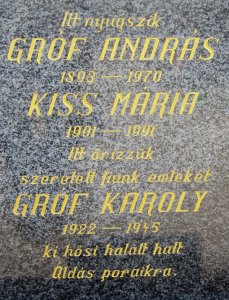 Itt nyugszik
GRÓF ANDRÁS
1893 — 1970
KISS MÁRIA
1901 — 1991
Itt őrizzük
szeretett fiunk emlékét
GRÓF KÁROLY
1922 — 1945
ki hősi halált halt
Áldás poraikra.